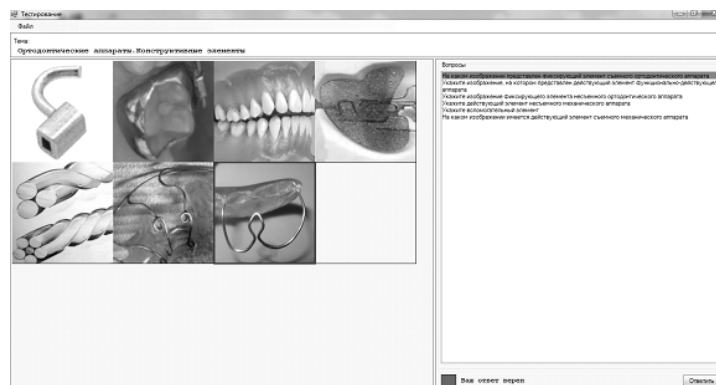 Тестирование
Файл
Тема:
Ортодонтические аппараты.Конструктивные элементы
Вопросы
На каком изображении представлен фиксирующий элемент съемного ортодонтического аппарата
Укажите изображение, на котором представлен действующий элемент функционально-действующего
аппарата
Укажите изображение фиксирующего элемента несъемного ортодонтического аппарата
Укажите действующий элемент несъемного механического аппарата
Укажите вспомогательный элемент
На каком изображении имеется действующий элемент съемного механического аппарата
Ваш ответ верен
Ответить